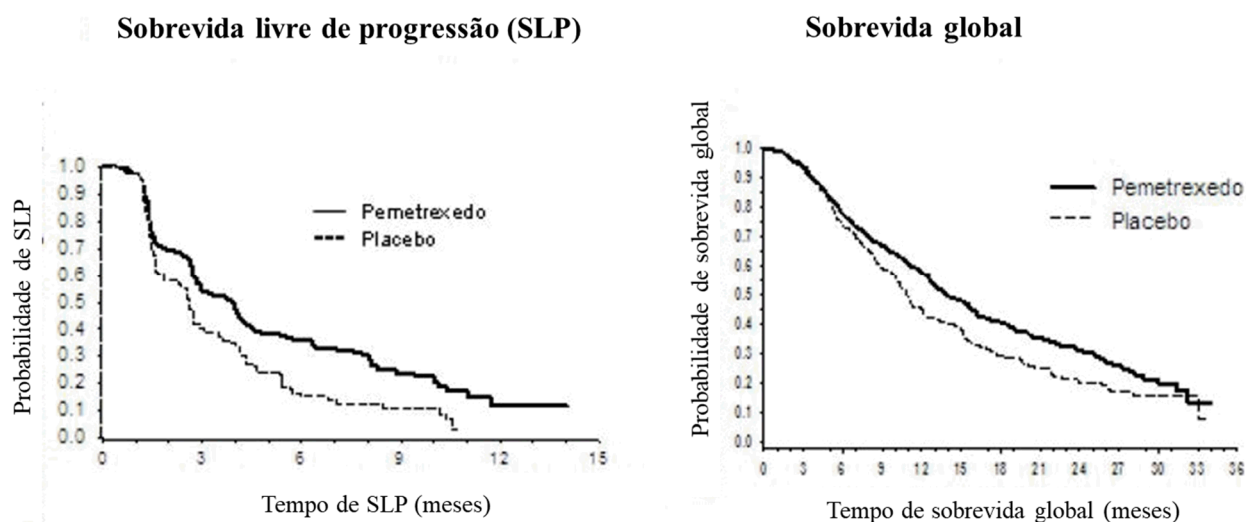 Sobrevida livre de progressão (SLP)
Probabilidade de SLP
1.0
0.9
0.8
0.7
0.6
0.5
0.4
0.3
0.2
0.1
0.0
Pemetrexedo
Placebo
0 3 6 9 12 15
Tempo de SLP (meses)
Sobrevida global
Probabilidade de sobrevida global
1.0
0.9
0.8
0.7
0.6
0.5
0.4
0.3
0.2
0.1
0.0
Pemetrexedo
Placebo
0 3 6 9 12 15 18 21 24 27 30 33 36
Tempo de sobrevida global (meses)